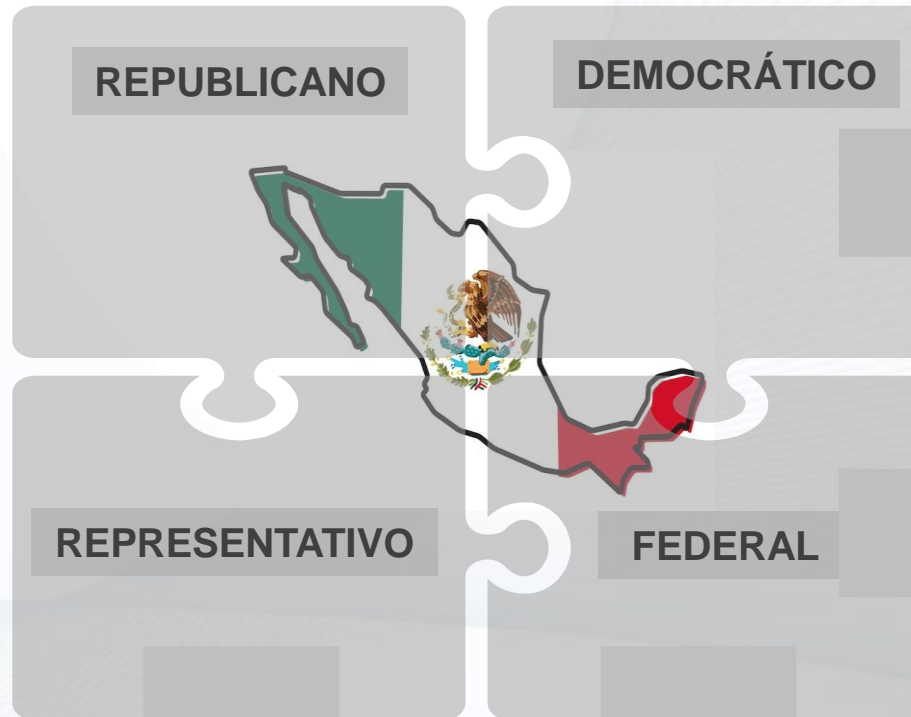 REPUBLICANO
DEMOCRÁTICO
REPRESENTATIVO
FEDERAL